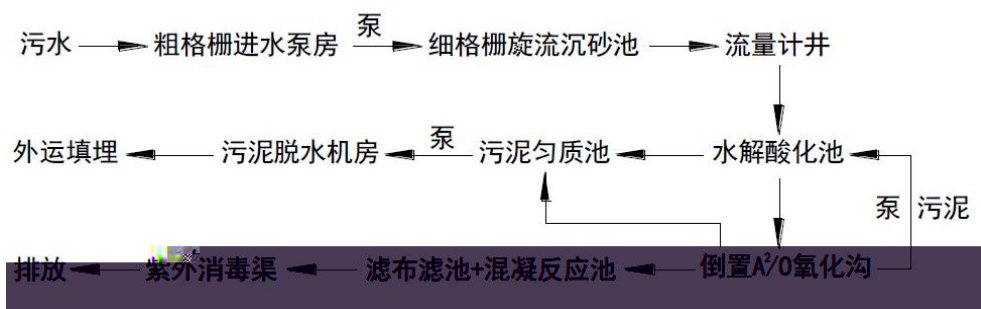 污水 粗格栅进水泵房 泵 细格栅旋流沉砂池 流量计井
外运填埋 污泥脱水机房 泵 污泥匀质池 水解酸化池
泵 污泥
排放 紫外消毒渠 滤布滤池+混凝反应池 倒置A²/O氧化沟